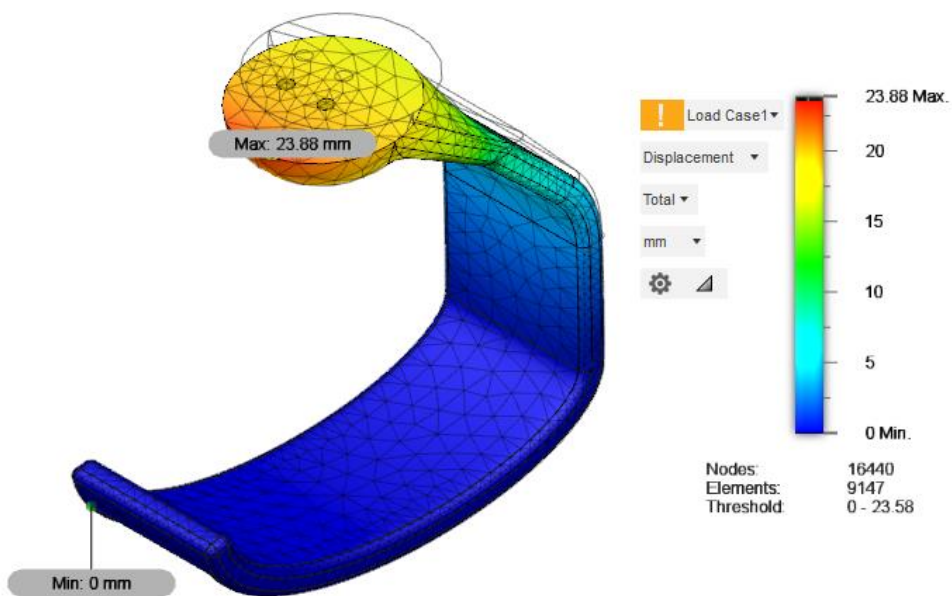 Max: 23.88 mm
Min: 0 mm
! Load Case1
Displacement
Total
mm
23.88 Max.
20
15
10
5
0 Min.
Nodes: 16440
Elements: 9147
Threshold: 0 - 23.58